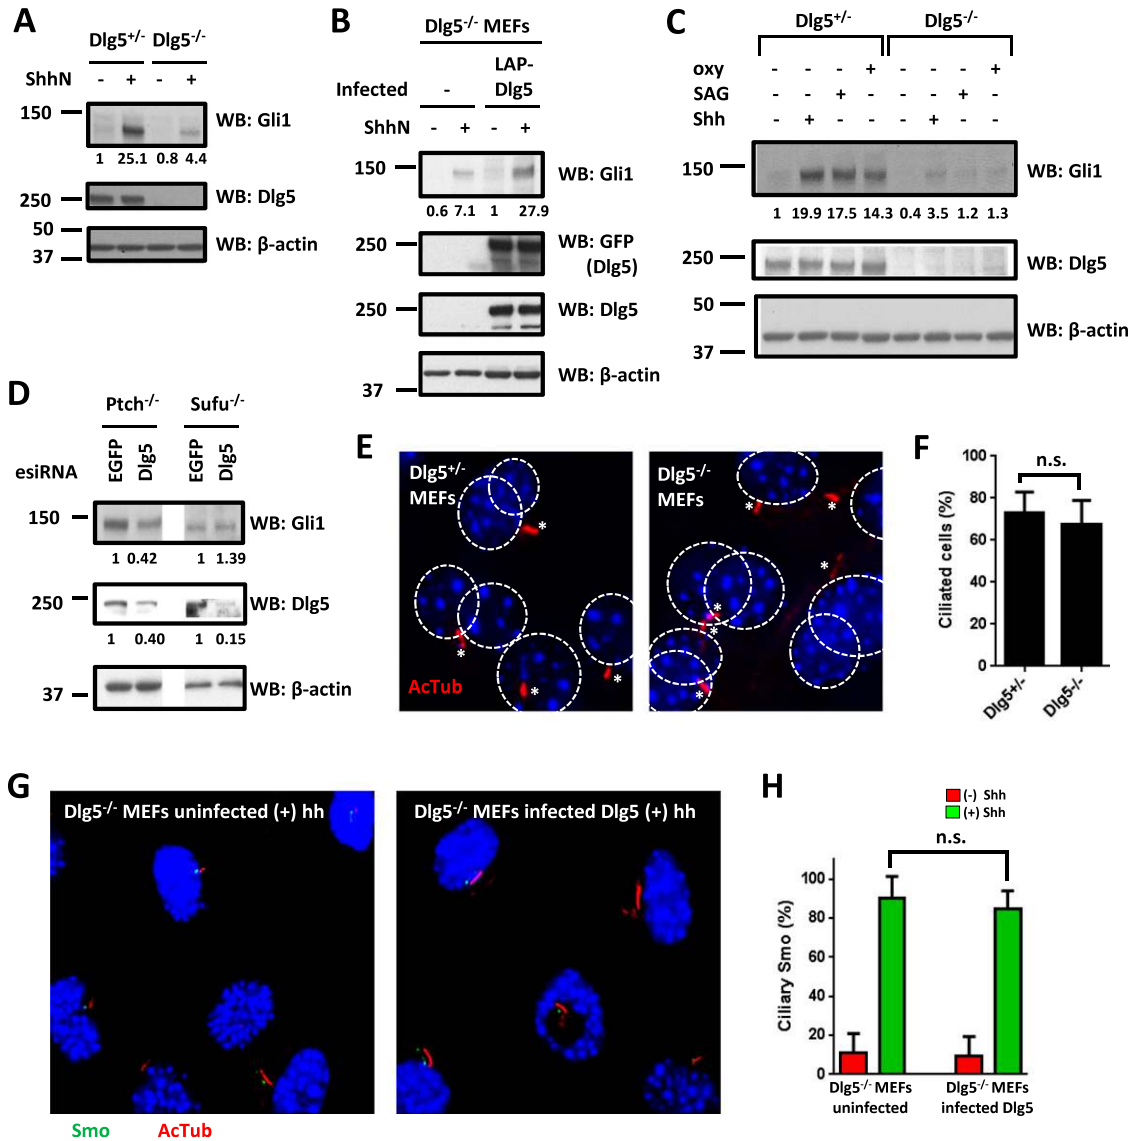 A
Dlg5+/- Dlg5-/-
ShhN - + - +
150
WB: Gli1
1 25.1 0.8 4.4
250
WB: Dlg5
50
37
WB: β-actin
B
Dlg5-/- MEFs
Infected - LAP-
Dlg5
ShhN - + - +
150
WB: Gli1
0.6 7.1 1 27.9
250
WB: GFP
(Dlg5)
250
WB: Dlg5
37
WB: β-actin
C
Dlg5+/- Dlg5-/-
oxy - - - + - - - +
SAG - - + - - - + -
Shh - + - - - + - -
150
WB: Gli1
1 19.9 17.5 14.3 0.4 3.5 1.2 1.3
250
WB: Dlg5
50
37
WB: β-actin
D
Ptch-/- Sufu-/-
esiRNA EGFP Dlg5 EGFP Dlg5
150
WB: Gli1
1 0.42 1 1.39
250
WB: Dlg5
1 0.40 1 0.15
37
WB: β-actin
E
Dlg5+/-
MEFs
* * * *
AcTub
Dlg5-/-
MEFs
* * * * * *
F
n.s.
Ciliated cells (%)
100
80
60
40
20
0
Dlg5+/- Dlg5-/-
G
Dlg5-/- MEFs uninfected (+) hh
Dlg5-/- MEFs infected Dlg5 (+) hh
Smo AcTub
H
(-) Shh
(+) Shh
n.s.
Ciliary Smo (%)
100
80
60
40
20
0
Dlg5-/- MEFs
uninfected
Dlg5-/- MEFs
infected Dlg5